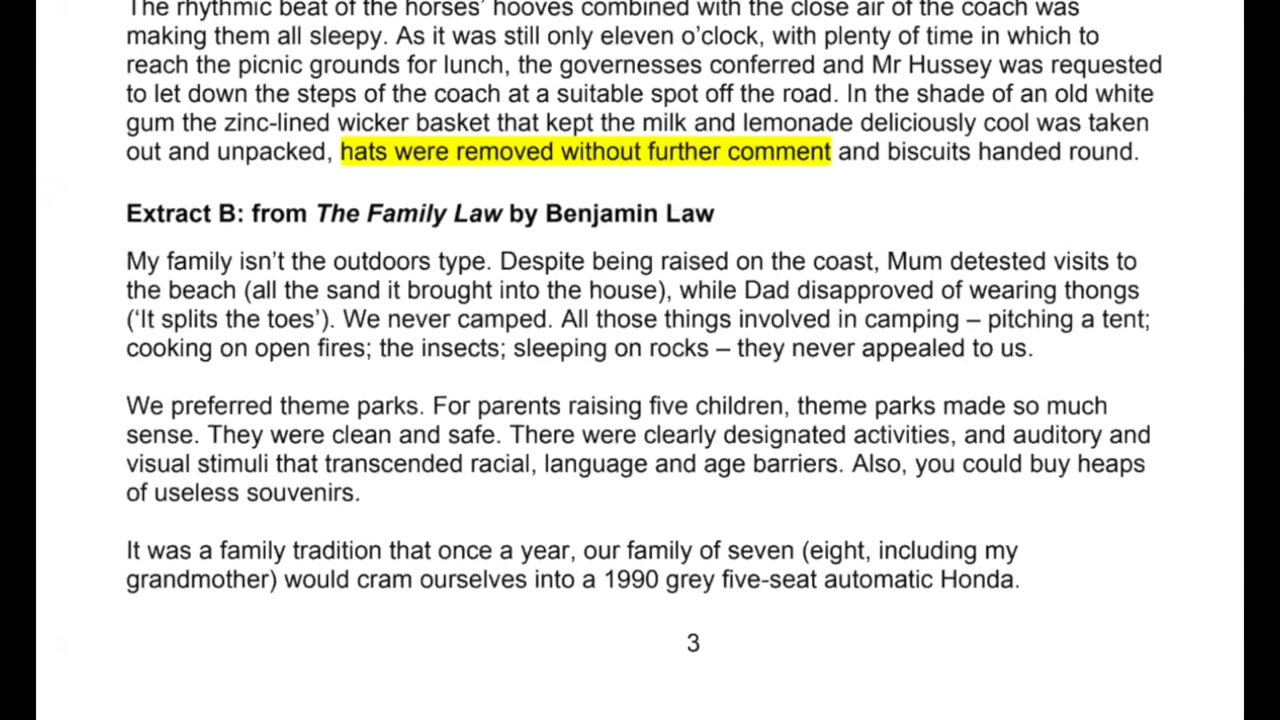 The rhythmic beat of the horses’ hooves combined with the close air of the coach was
making them all sleepy. As it was still only eleven o’clock, with plenty of time in which to
reach the picnic grounds for lunch, the governesses conferred and Mr Hussey was requested
to let down the steps of the coach at a suitable spot off the road. In the shade of an old white
gum the zinc-lined wicker basket that kept the milk and lemonade deliciously cool was taken
out and unpacked, hats were removed without further comment and biscuits handed round.
Extract B: from The Family Law by Benjamin Law
My family isn’t the outdoors type. Despite being raised on the coast, Mum detested visits to
the beach (all the sand it brought into the house), while Dad disapproved of wearing thongs
(‘It splits the toes’). We never camped. All those things involved in camping – pitching a tent;
cooking on open fires; the insects; sleeping on rocks – they never appealed to us.
We preferred theme parks. For parents raising five children, theme parks made so much
sense. They were clean and safe. There were clearly designated activities, and auditory and
visual stimuli that transcended racial, language and age barriers. Also, you could buy heaps
of useless souvenirs.
It was a family tradition that once a year, our family of seven (eight, including my
grandmother) would cram ourselves into a 1990 grey five-seat automatic Honda.
3